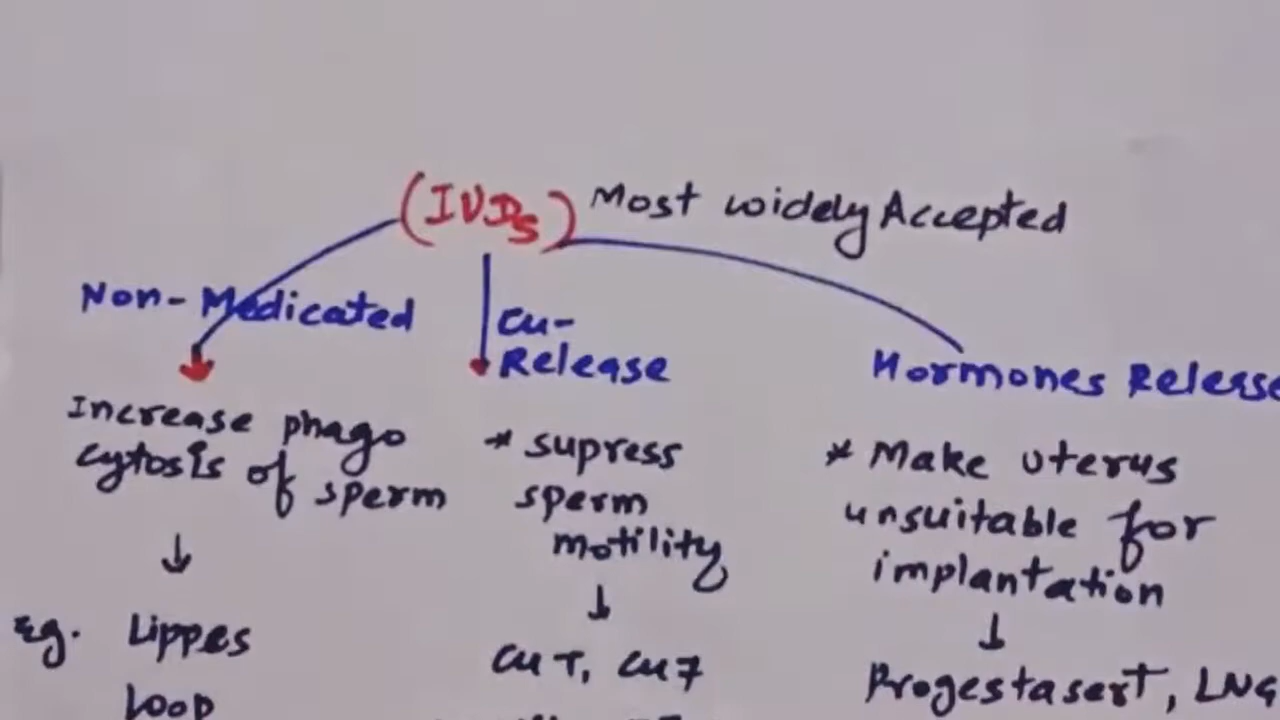 (IUDs) Most widely Accepted
Non-Medicated
Cu-
Release
Hormones Release
Increase phago
cytosis of sperm
↓
Eg. Lippes
Loop
* supress
sperm
motility
↓
CuT, Cu7
* Make uterus
unsuitable for
implantation
↓
Progestasert, LNG